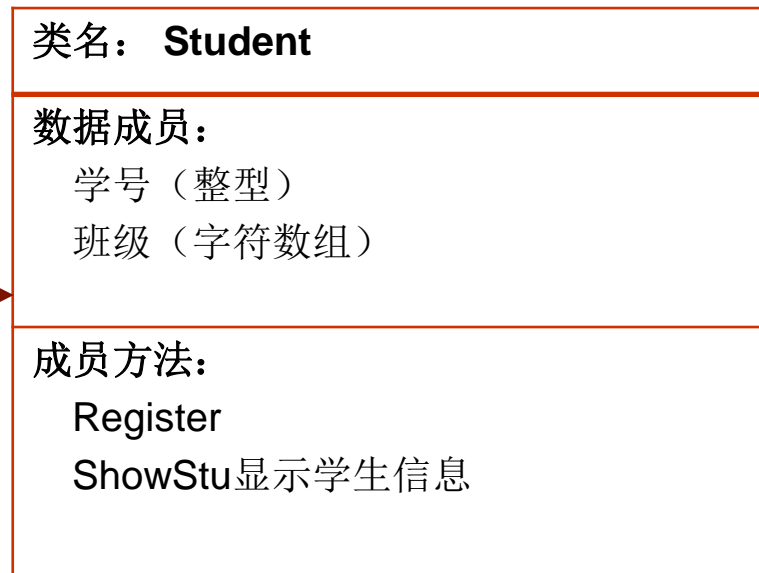 类名： Student
数据成员：
学号（整型）
班级（字符数组）
成员方法：
Register
ShowStu显示学生信息